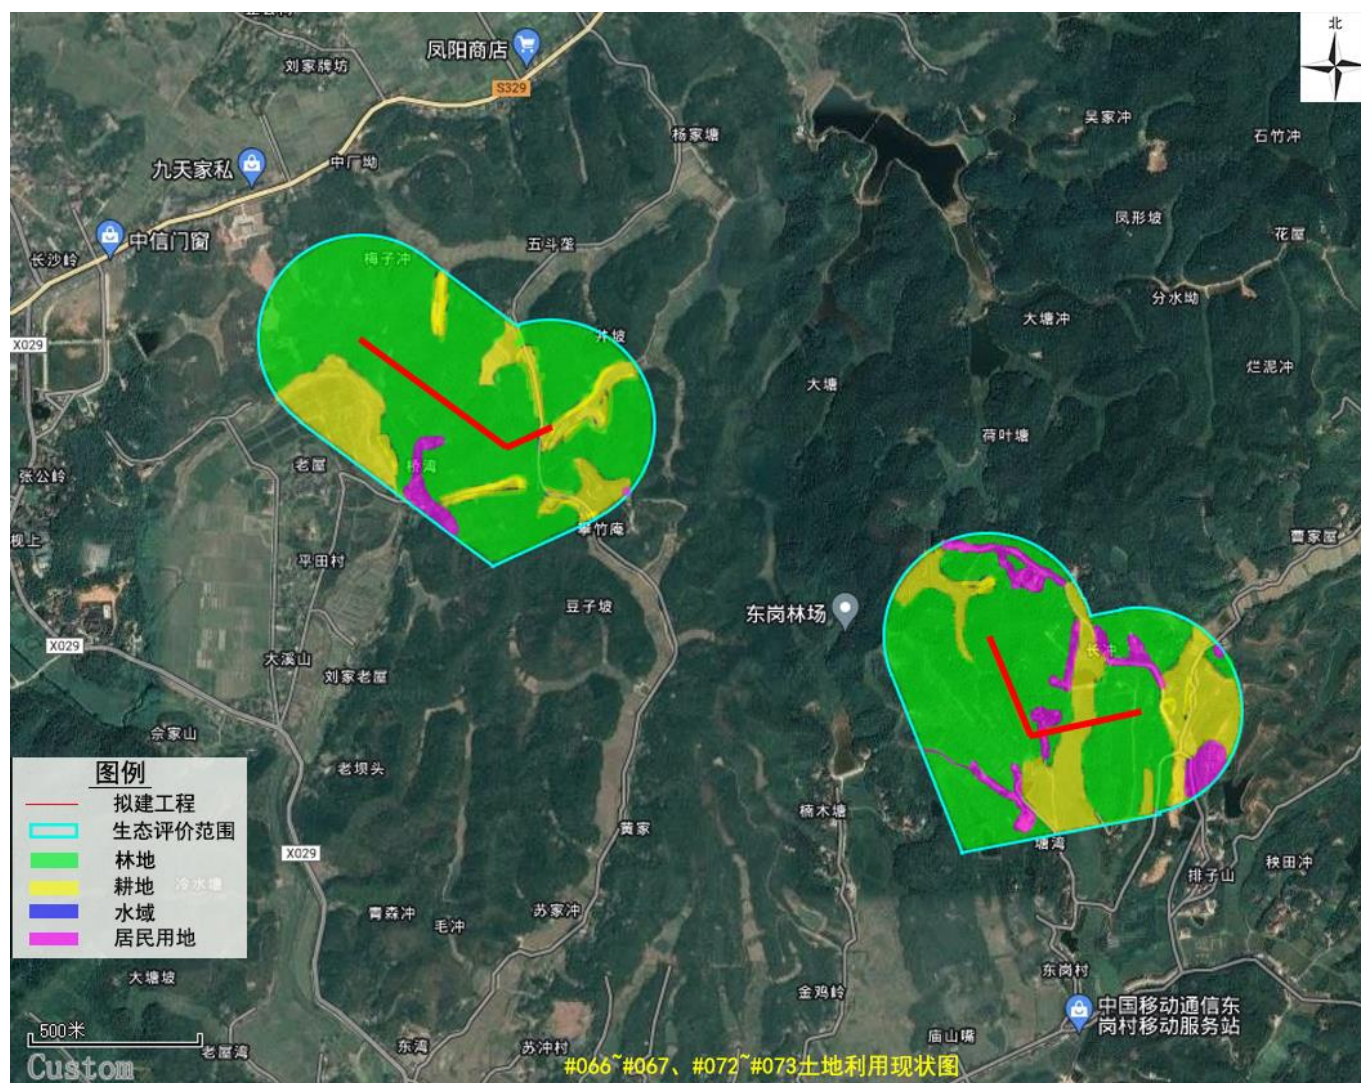 北
凤阳商店
刘家牌坊
S329
杨家塘
吴家冲
石竹冲
九天家私
中厂坳
凤形坡
中信门窗
五斗垄
花屋
长沙岭
梅子冲
分水坳
大塘冲
井坡
X029
烂泥冲
大塘
荷叶塘
老屋
桥湾
张公岭
攀竹庵
曹家屋
枧上
平田村
豆子坡
东岗林场
X029
大溪山
长冲
刘家老屋
佘家山
老坝头
图例
拟建工程
生态评价范围
林地
耕地
水域
居民用地
冷水塘
楠木塘
黄家
塘湾
X029
秧田冲
排子山
青森冲
苏家冲
毛冲
大塘坡
东岗村
金鸡岭
中国移动通信东
岗村移动服务站
500米
庙山嘴
老屋湾
东湾
苏冲村
Custom
#066~#067、#072~#073土地利用现状图